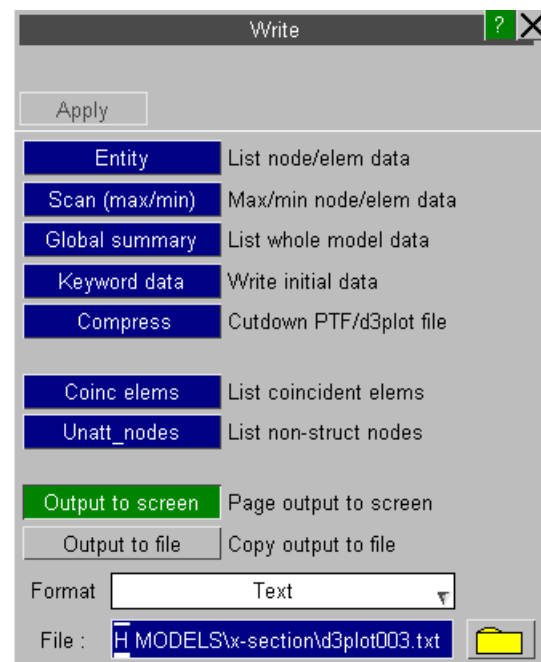 Write ? X
Apply
Entity List node/elem data
Scan (max/min) Max/min node/elem data
Global summary List whole model data
Keyword data Write initial data
Compress Cutdown PTF/d3plot file
Coinc elems List coincident elems
Unatt_nodes List non-struct nodes
Output to screen Page output to screen
Output to file Copy output to file
Format Text
File : H MODELS\x-section\d3plot003.txt